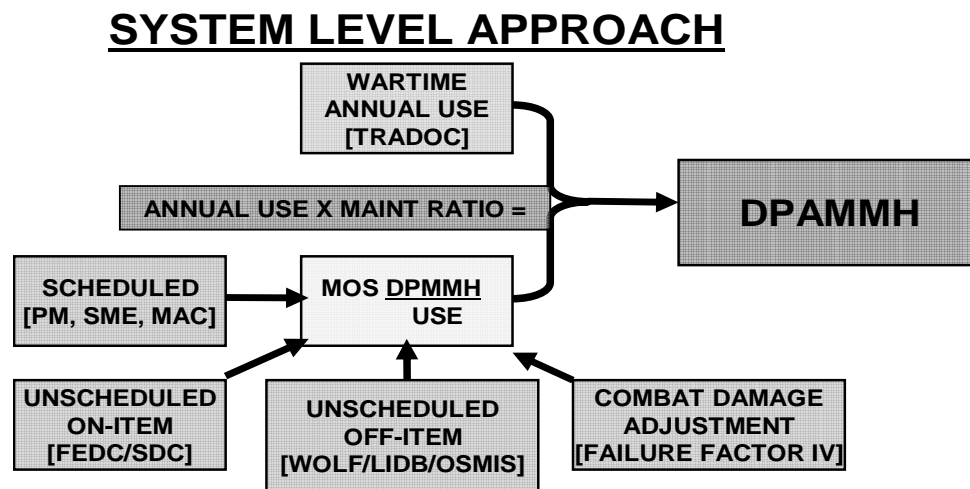 SYSTEM LEVEL APPROACH
WARTIME
ANNUAL USE
[TRADOC]
ANNUAL USE X MAINT RATIO =
DPAMMH
SCHEDULED
[PM, SME, MAC]
MOS DPMMH
USE
UNSCHEDULED
ON-ITEM
[FEDC/SDC]
UNSCHEDULED
OFF-ITEM
[WOLF/LIDB/OSMIS]
COMBAT DAMAGE
ADJUSTMENT
[FAILURE FACTOR IV]